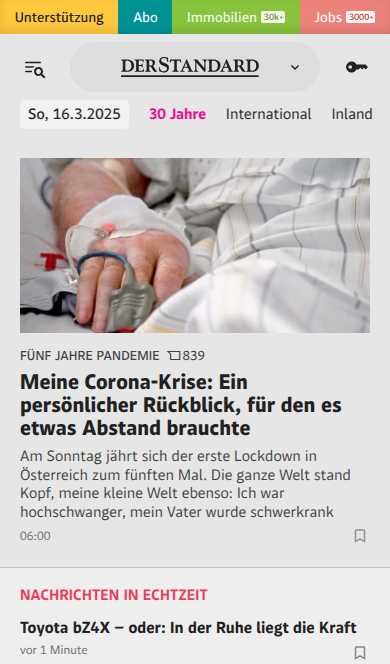 Unterstützung Abo Immobilien 30k+ Jobs 3000+
DERSTANDARD
So, 16.3.2025 30 Jahre International Inland
FÜNF JAHRE PANDEMIE 839
Meine Corona-Krise: Ein
persönlicher Rückblick, für den es
etwas Abstand brauchte
Am Sonntag jährt sich der erste Lockdown in
Österreich zum fünften Mal. Die ganze Welt stand
Kopf, meine kleine Welt ebenso: Ich war
hochschwanger, mein Vater wurde schwerkrank
06:00
NACHRICHTEN IN ECHTZEIT
Toyota bZ4X – oder: In der Ruhe liegt die Kraft
vor 1 Minute